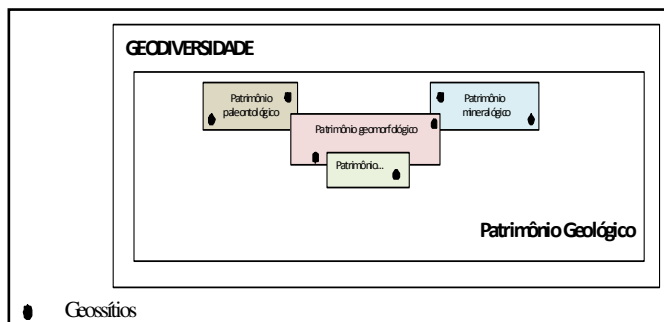 GEODIVERSIDADE
Patrimônio
paleontológico
Patrimônio
mineralógico
Patrimônio geomorfológico
Patrimônio...
Patrimônio Geológico
Geossítios